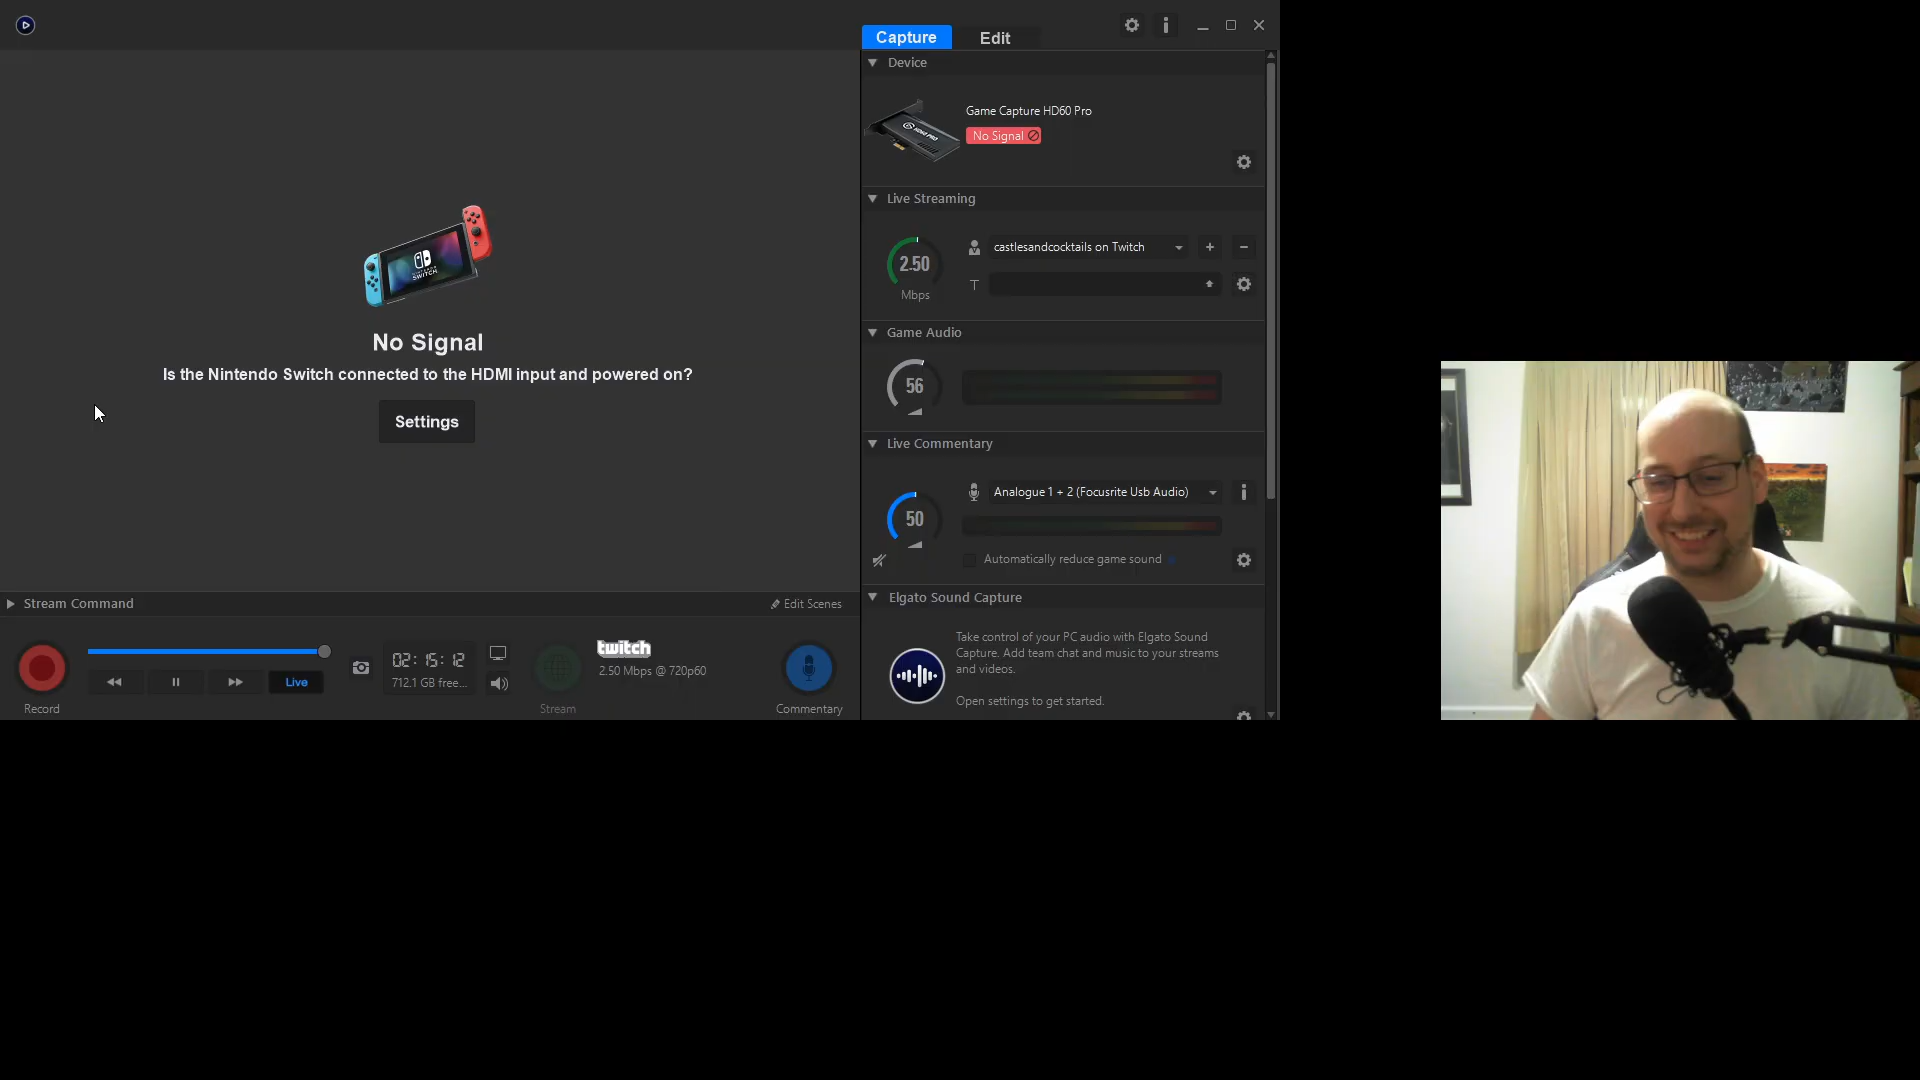 Capture
Edit
Device
Game Capture HD60 Pro
No Signal
Live Streaming
2.50
Mbps
castlesandcocktails on Twitch
Game Audio
56
Live Commentary
50
Analogue 1 + 2 (Focusrite Usb Audio)
Automatically reduce game sound
Elgato Sound Capture
Take control of your PC audio with Elgato Sound
Capture. Add team chat and music to your streams
and videos.
Open settings to get started.
No Signal
Is the Nintendo Switch connected to the HDMI input and powered on?
Settings
Stream Command
Edit Scenes
Record
Live
02:15:12
712.1 GB free...
Stream
twitch
2.50 Mbps @ 720p60
Commentary